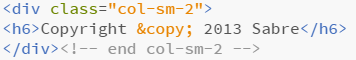 <div class="col-sm-2">
<h6>Copyright &copy; 2013 Sabre</h6>
</div><!-- end col-sm-2 -->